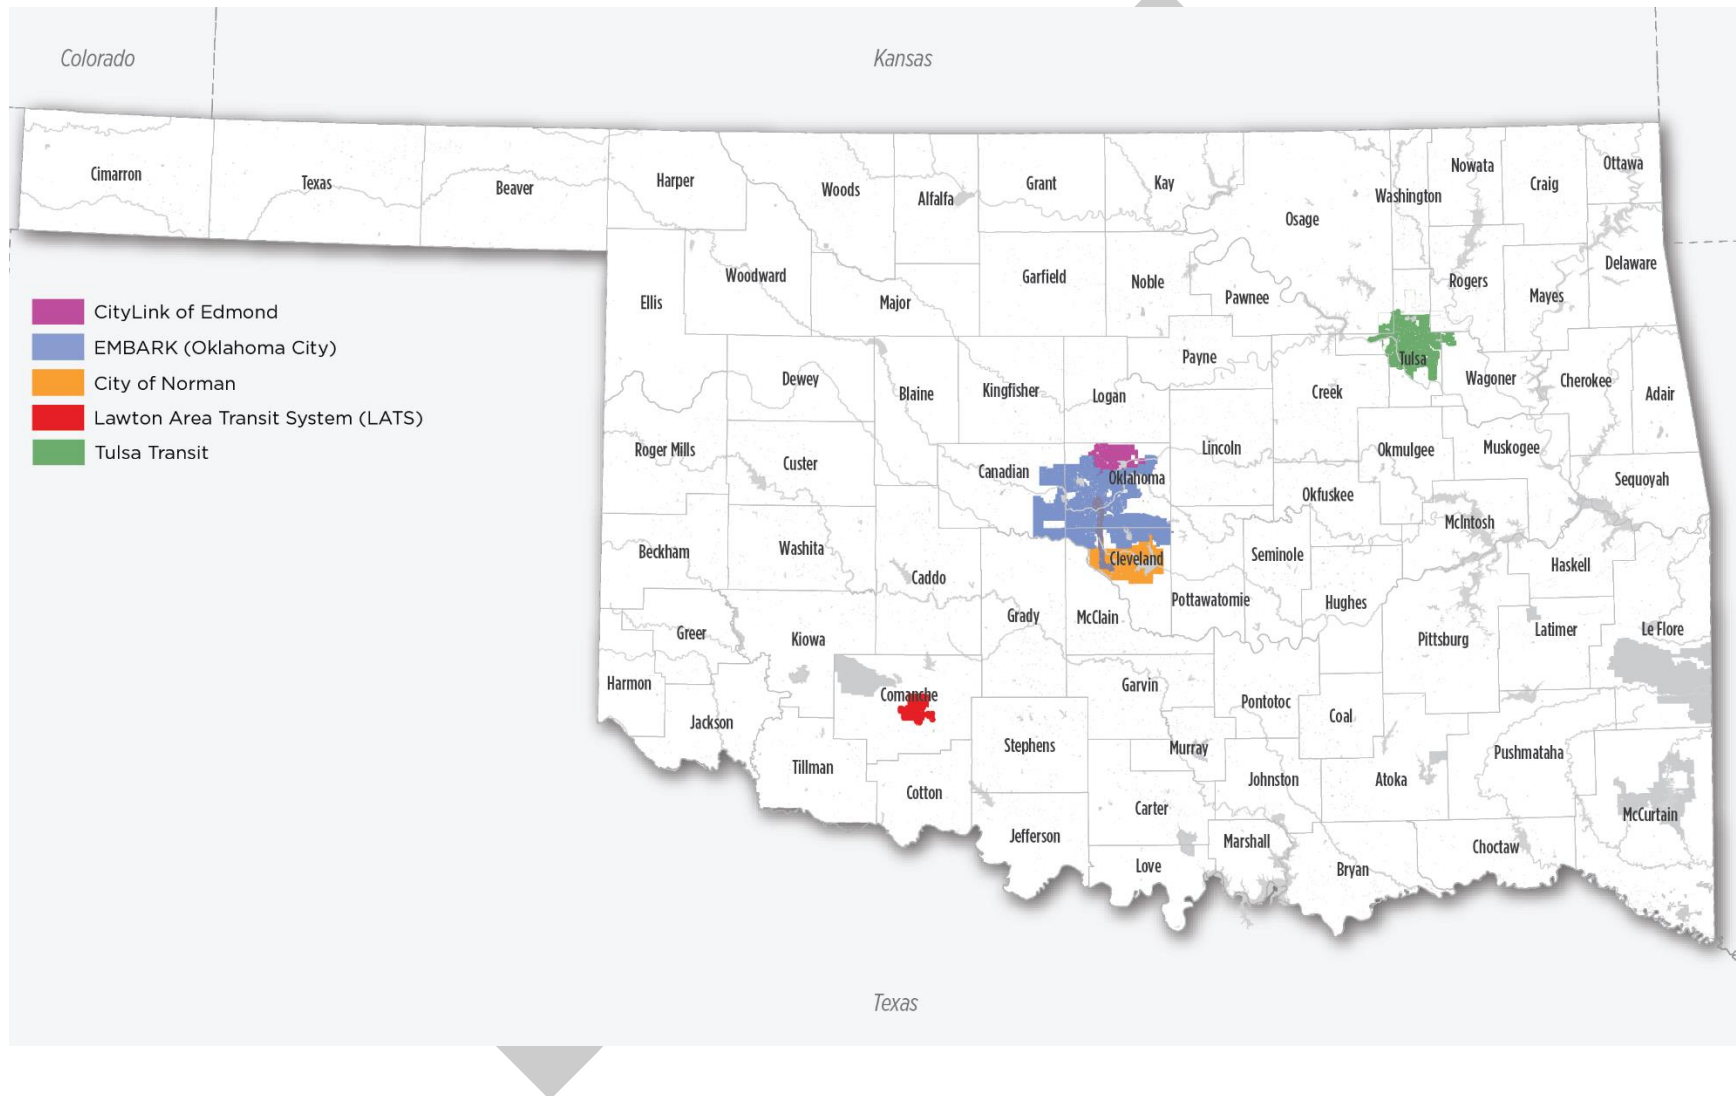 Colorado
Kansas
Cimarron
Texas
Beaver
Harper
Woods
Alfalfa
Grant
Kay
Osage
Washington
Nowata
Craig
Ottawa
Ellis
Woodward
Major
Garfield
Noble
Pawnee
Rogers
Mayes
Delaware
CityLink of Edmond
EMBARK (Oklahoma City)
City of Norman
Lawton Area Transit System (LATS)
Tulsa Transit
Dewey
Blaine
Kingfisher
Logan
Payne
Creek
Tulsa
Wagoner
Cherokee
Adair
Roger Mills
Custer
Canadian
Oklahoma
Lincoln
Okmulgee
Muskogee
Sequoyah
Okfuskee
McIntosh
Beckham
Washita
Caddo
Cleveland
Seminole
Haskell
Grady
McClain
Pottawatomie
Hughes
Pittsburg
Latimer
Le Flore
Greer
Kiowa
Harmon
Jackson
Comanche
Garvin
Pontotoc
Coal
Stephens
Murray
Pushmataha
Tillman
Cotton
Johnston
Atoka
Carter
McCurtain
Jefferson
Marshall
Choctaw
Love
Bryan
Texas